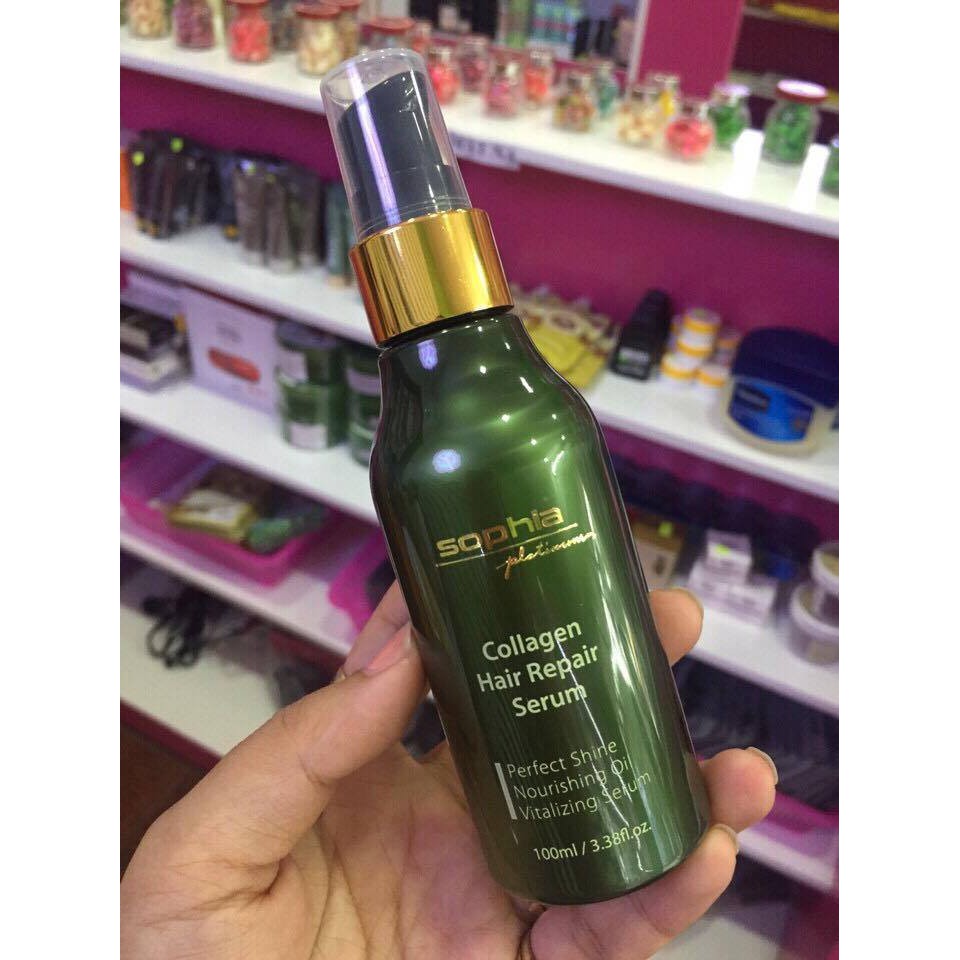 sophia
platinum
Collagen
Hair Repair
Serum
Perfect Shine
Nourishing Oil
Vitalizing Serum
100ml / 3.38fl.oz.